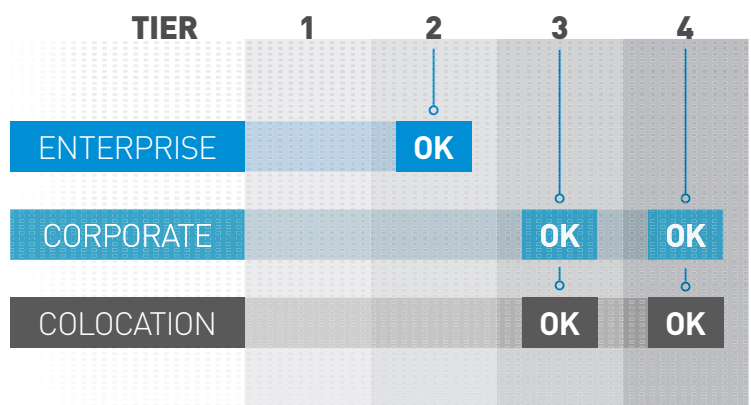 TIER 1 2 3 4
ENTERPRISE OK
CORPORATE OK OK
COLOCATION OK OK